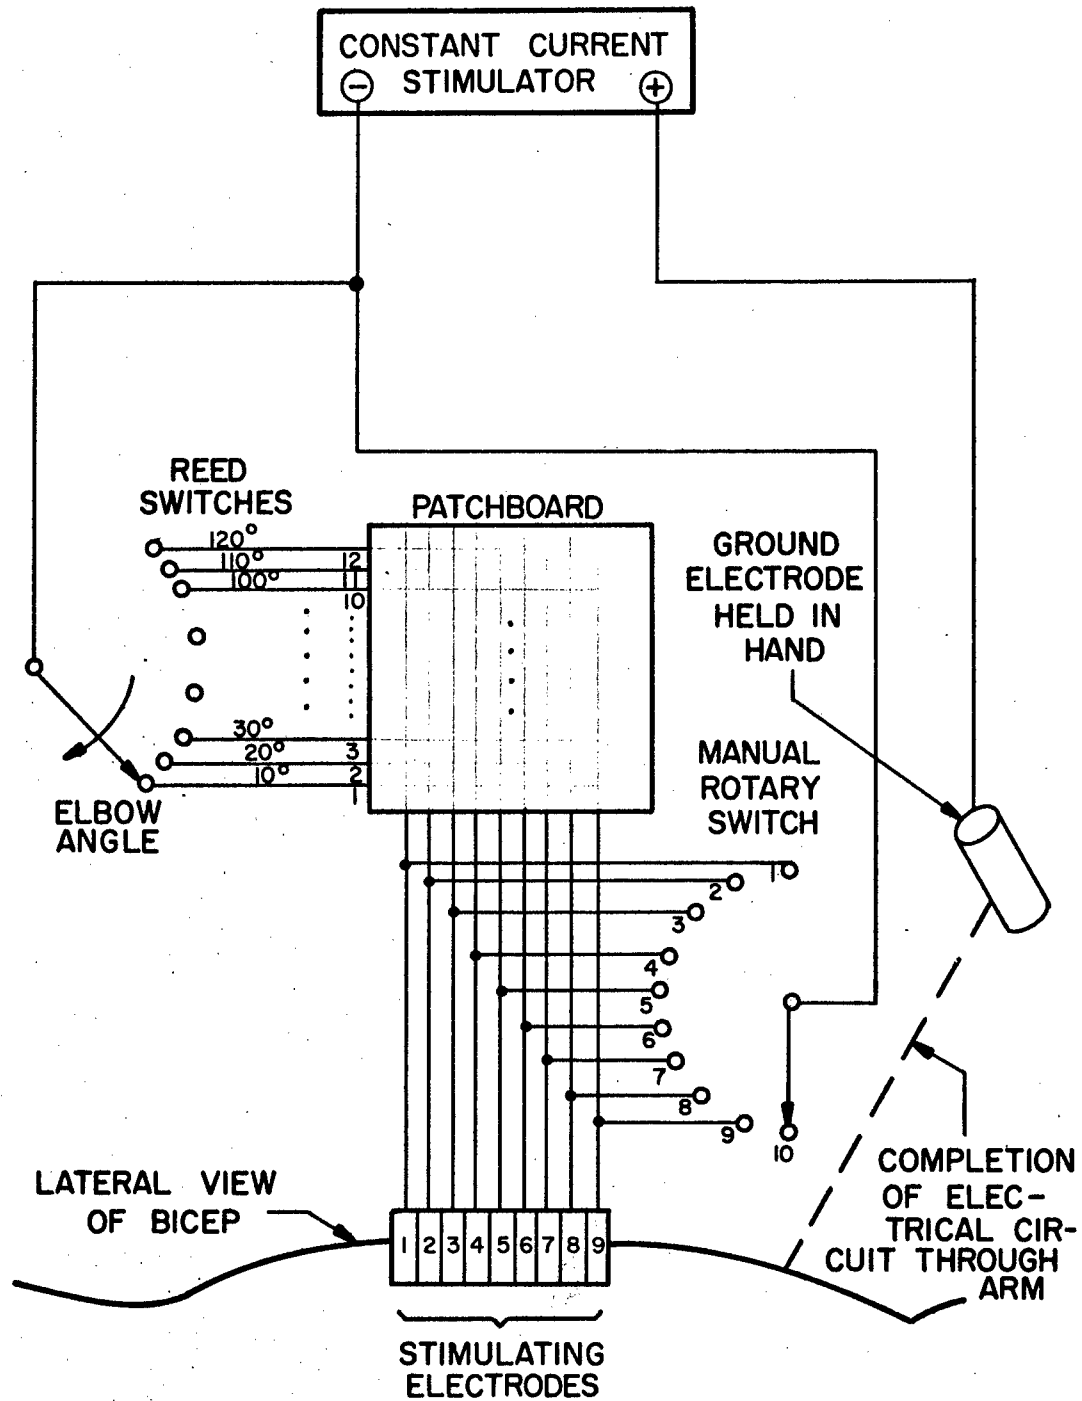 CONSTANT CURRENT
STIMULATOR
− +
REED
SWITCHES
PATCHBOARD
120°
110°
100°
12
11
10
30°
20°
10°
3
2
1
ELBOW
ANGLE
GROUND
ELECTRODE
HELD IN
HAND
MANUAL
ROTARY
SWITCH
1
2
3
4
5
6
7
8
9
10
LATERAL VIEW
OF BICEP
1 2 3 4 5 6 7 8 9
COMPLETION
OF ELEC-
TRICAL CIR-
CUIT THROUGH
ARM
STIMULATING
ELECTRODES